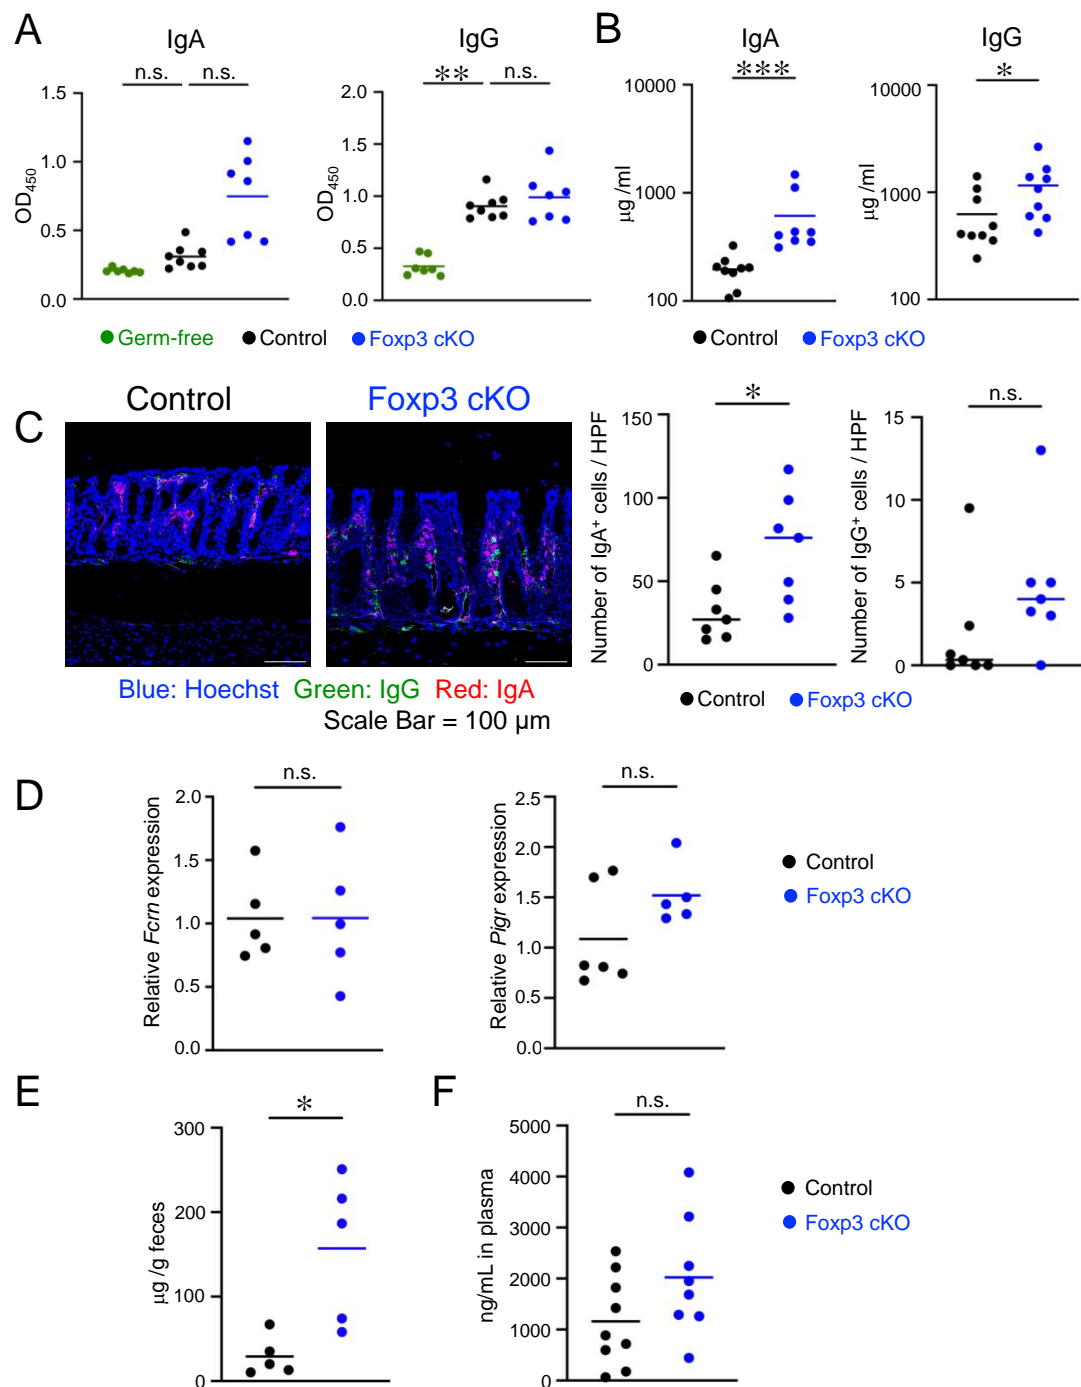 A
IgA
n.s.
n.s.
OD450
1.5
1.0
0.5
0.0
IgG
**
n.s.
OD450
2.0
1.5
1.0
0.5
0.0
Germ-free
Control
Foxp3 cKO
B
IgA
***
μg /ml
10000
1000
100
IgG
*
μg /ml
10000
1000
100
Control
Foxp3 cKO
C
Control
Foxp3 cKO
Blue: Hoechst Green: IgG Red: IgA
Scale Bar = 100 μm
*
Number of IgA+ cells / HPF
150
100
50
0
n.s.
Number of IgG+ cells / HPF
15
10
5
0
Control
Foxp3 cKO
D
n.s.
Relative Fcrn expression
2.0
1.5
1.0
0.5
0.0
n.s.
Relative Pigr expression
2.5
2.0
1.5
1.0
0.5
0.0
Control
Foxp3 cKO
E
*
μg /g feces
300
200
100
0
F
n.s.
ng/mL in plasma
5000
4000
3000
2000
1000
0
Control
Foxp3 cKO